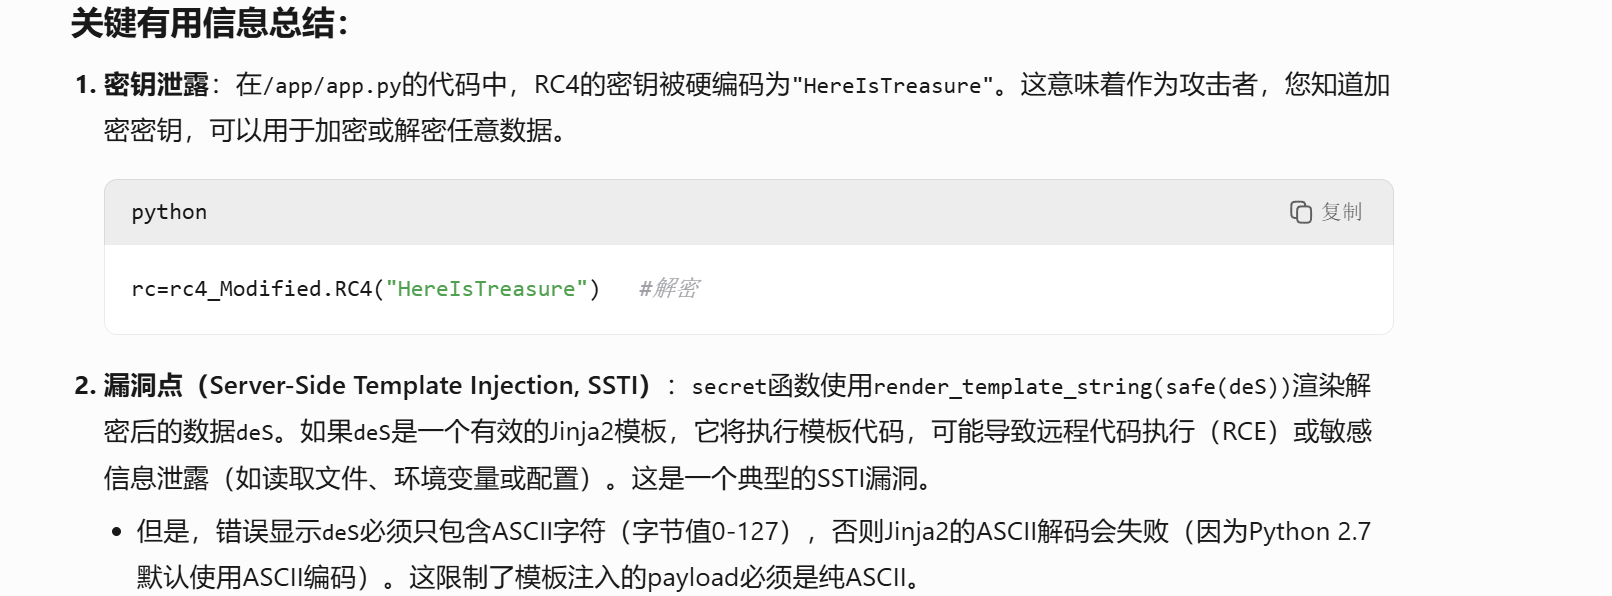 关键有用信息总结：
1. 密钥泄露：在/app/app.py的代码中，RC4的密钥被硬编码为"HereIsTreasure"。这意味着作为攻击者，您知道加
密密钥，可以用于加密或解密任意数据。
python 复制
rc=rc4_Modified.RC4("HereIsTreasure")   #解密
2. 漏洞点（Server-Side Template Injection, SSTI）：secret函数使用render_template_string(safe(deS))渲染解
密后的数据deS。如果deS是一个有效的Jinja2模板，它将执行模板代码，可能导致远程代码执行（RCE）或敏感
信息泄露（如读取文件、环境变量或配置）。这是一个典型的SSTI漏洞。
• 但是，错误显示deS必须只包含ASCII字符（字节值0-127），否则Jinja2的ASCII解码会失败（因为Python 2.7
默认使用ASCII编码）。这限制了模板注入的payload必须是纯ASCII。